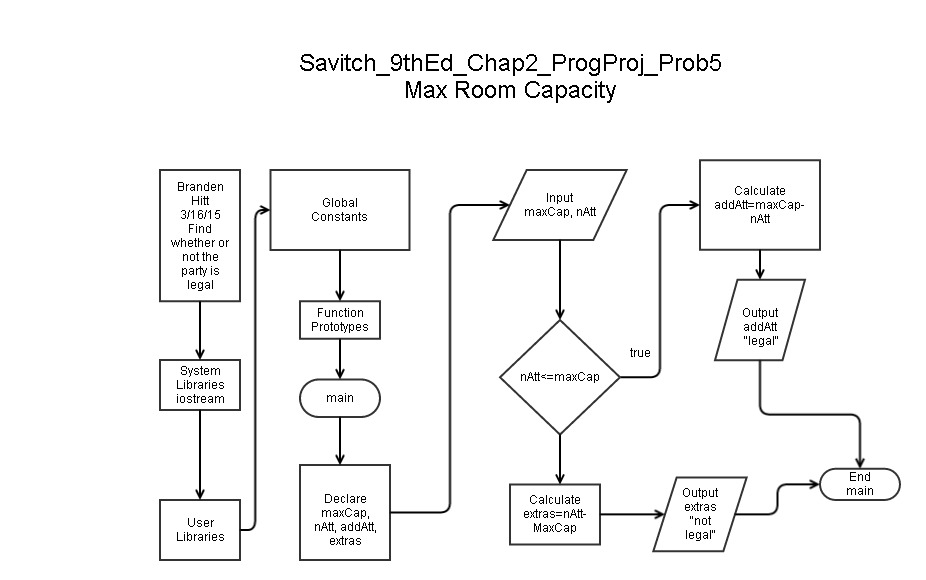 Savitch_9thEd_Chap2_ProgProj_Prob5
Max Room Capacity
Branden
Hitt
3/16/15
Find
whether or
not the
party is
legal
System
Libraries
iostream
User
Libraries
Global
Constants
Function
Prototypes
main
Declare
maxCap,
nAtt, addAtt,
extras
Input
maxCap, nAtt
nAtt<=maxCap
true
Calculate
addAtt=maxCap-
nAtt
Output
addAtt
"legal"
Calculate
extras=nAtt-
MaxCap
Output
extras
"not
legal"
End
main